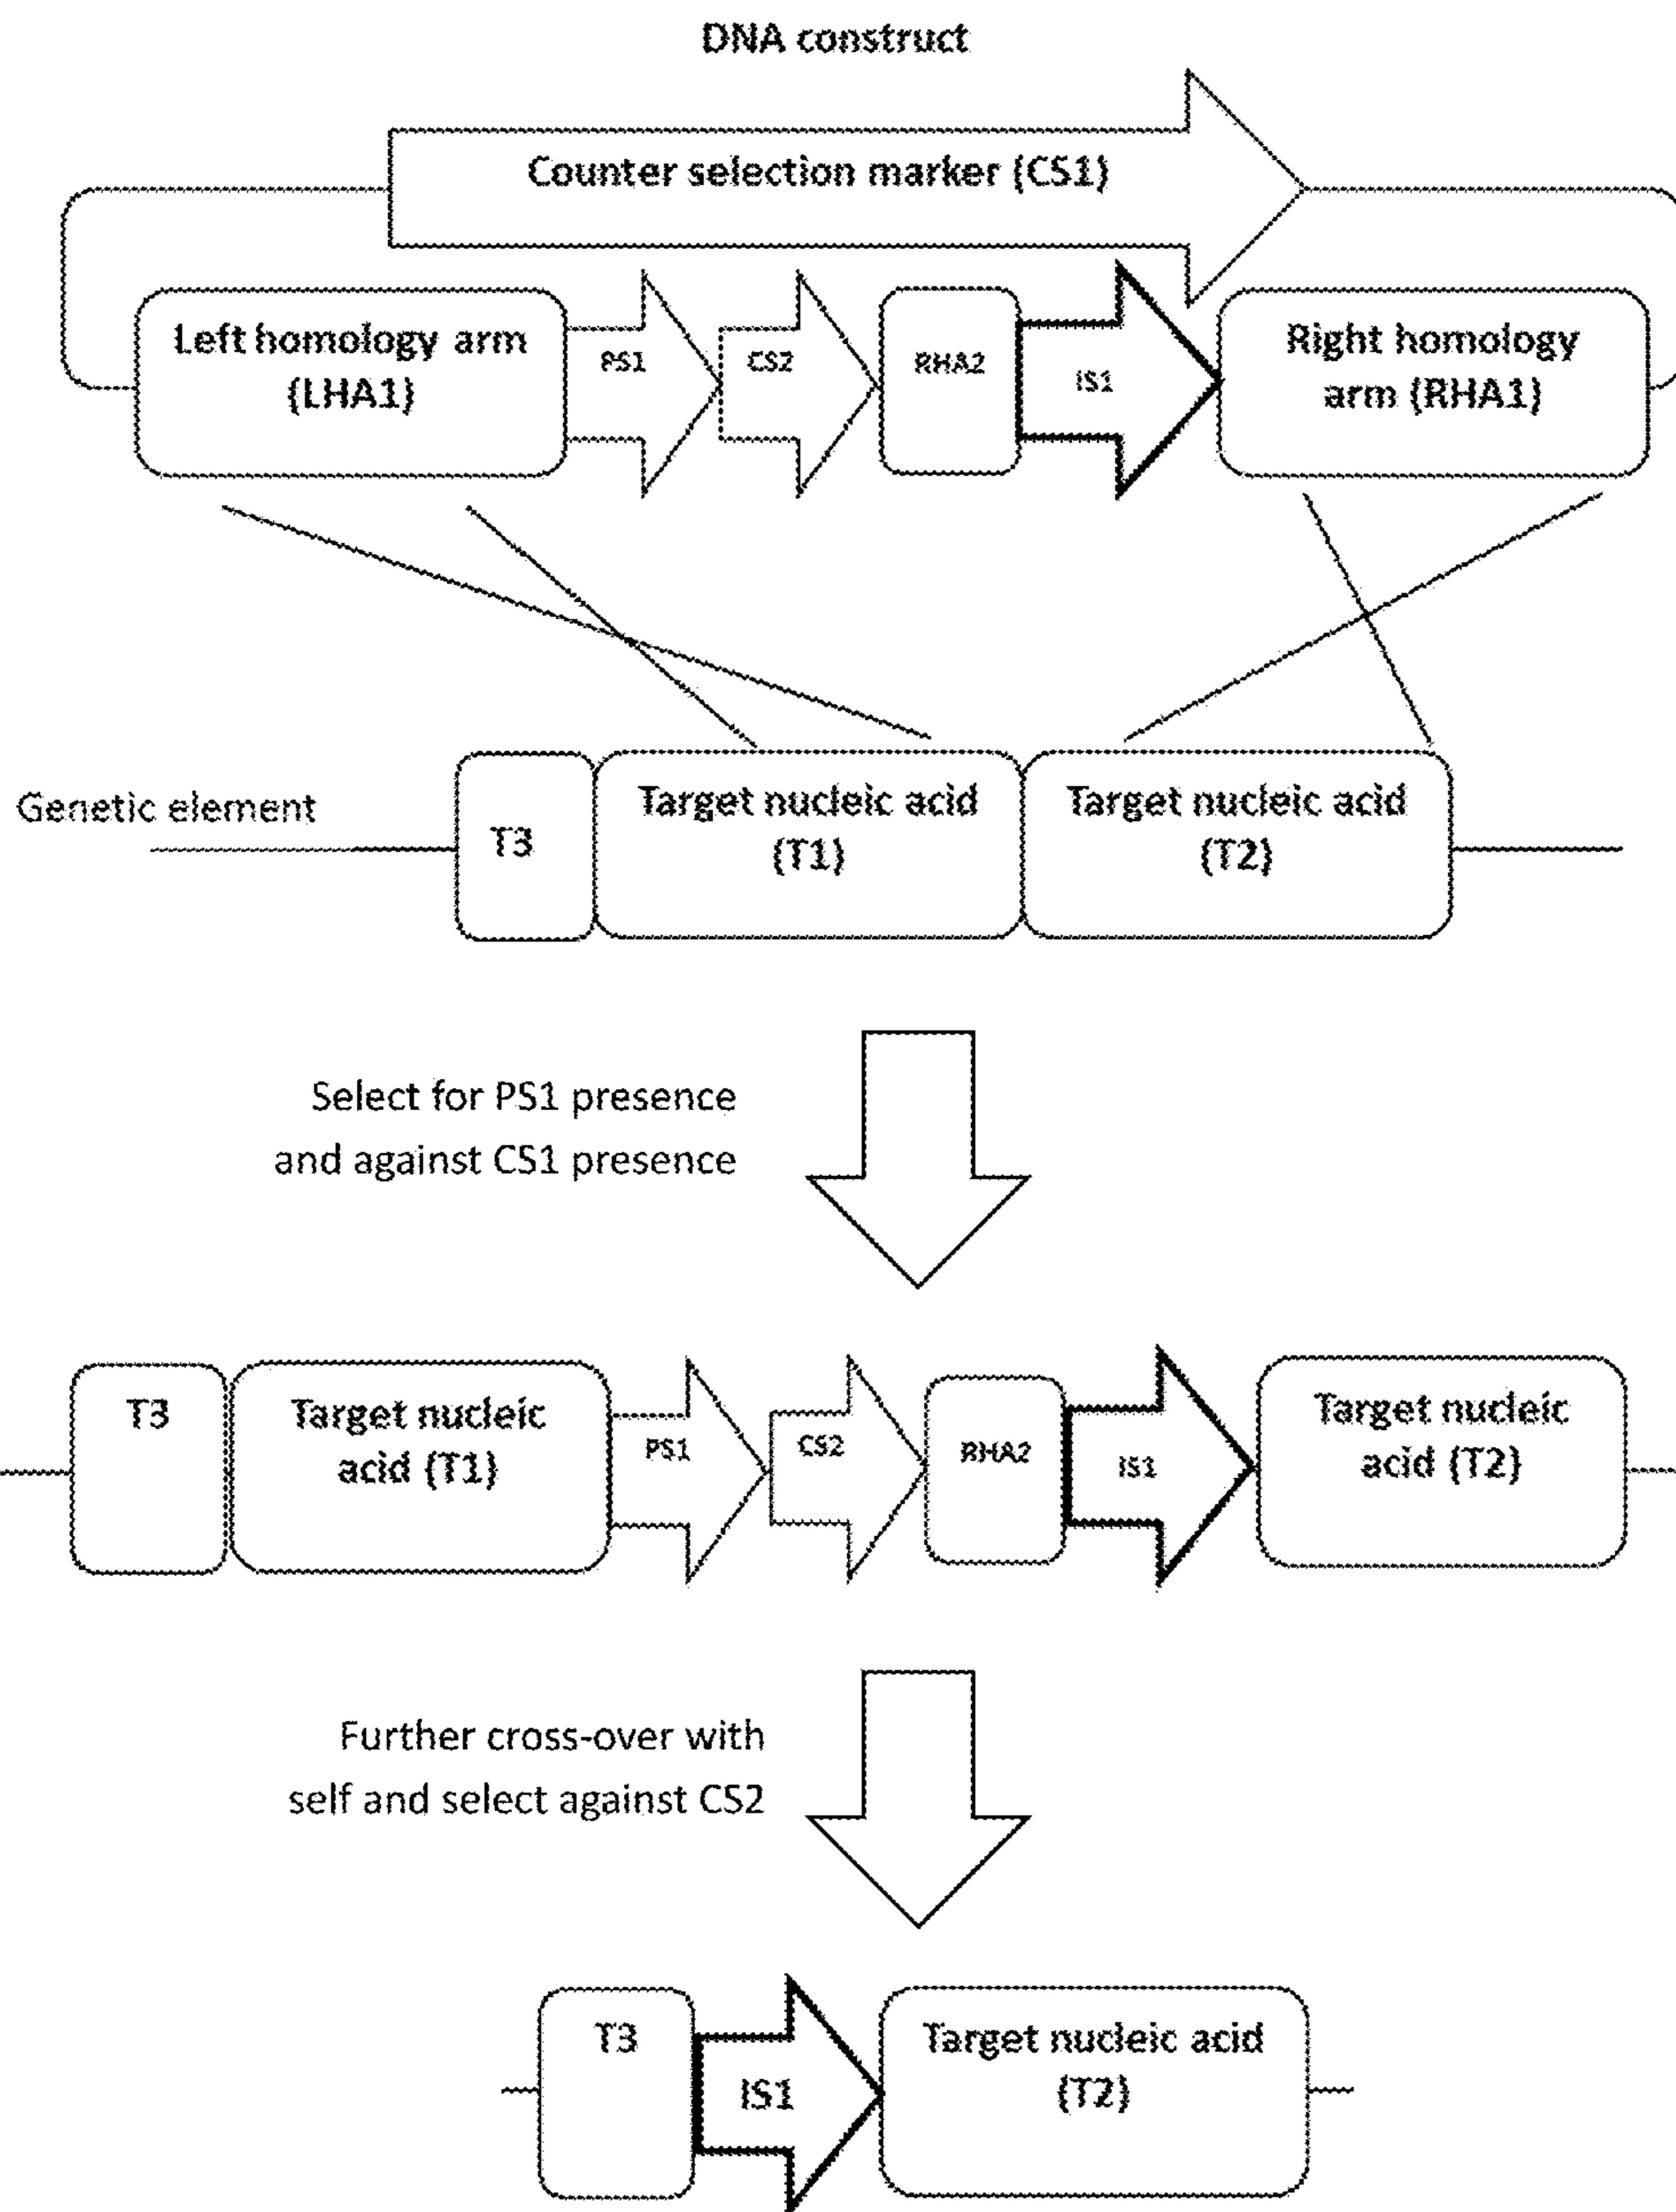 DNA construct
Counter selection marker (CS1)
Left homology arm
(LHA1)
PS1
CS2
RHA2
IS1
Right homology
arm (RHA1)
Genetic element
T3
Target nucleic acid
(T1)
Target nucleic acid
(T2)
Select for PS1 presence
and against CS1 presence
T3
Target nucleic
acid (T1)
PS1
CS2
RHA2
IS1
Target nucleic
acid (T2)
Further cross-over with
self and select against CS2
T3
IS1
Target nucleic acid
(T2)